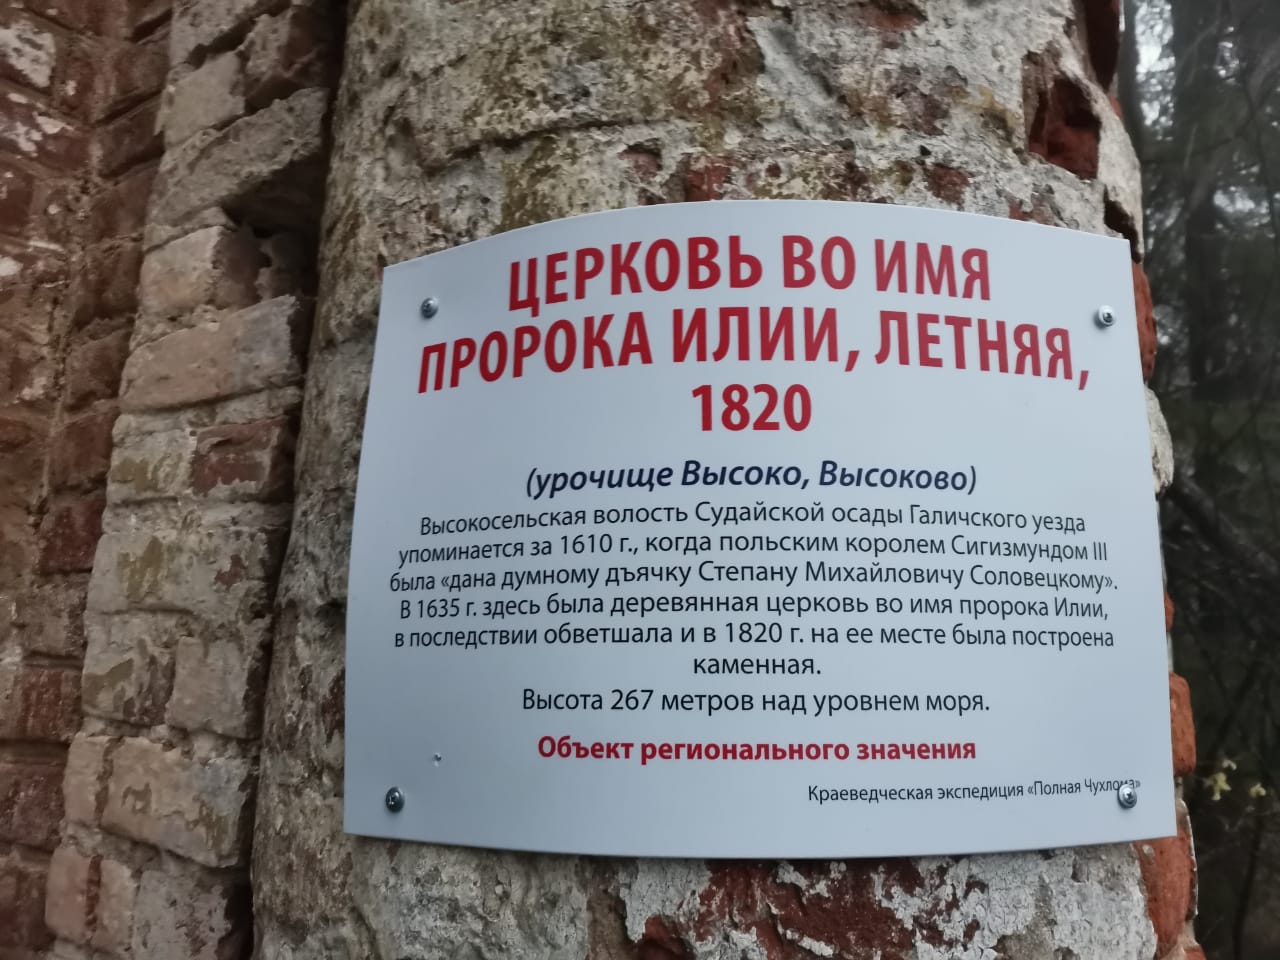 ЦЕРКОВЬ ВО ИМЯ
ПРОРОКА ИЛИИ, ЛЕТНЯЯ,
1820
(урочище Высоко, Высоково)
Высокосельская волость Судайской осады Галичского уезда
упоминается за 1610 г., когда польским королем Сигизмундом III
была «дана думному дъячку Степану Михайловичу Соловецкому».
В 1635 г. здесь была деревянная церковь во имя пророка Илии,
в последствии обветшала и в 1820 г. на ее месте была построена
каменная.
Высота 267 метров над уровнем моря.
Объект регионального значения
Краеведческая экспедиция «Полная Чухлома»